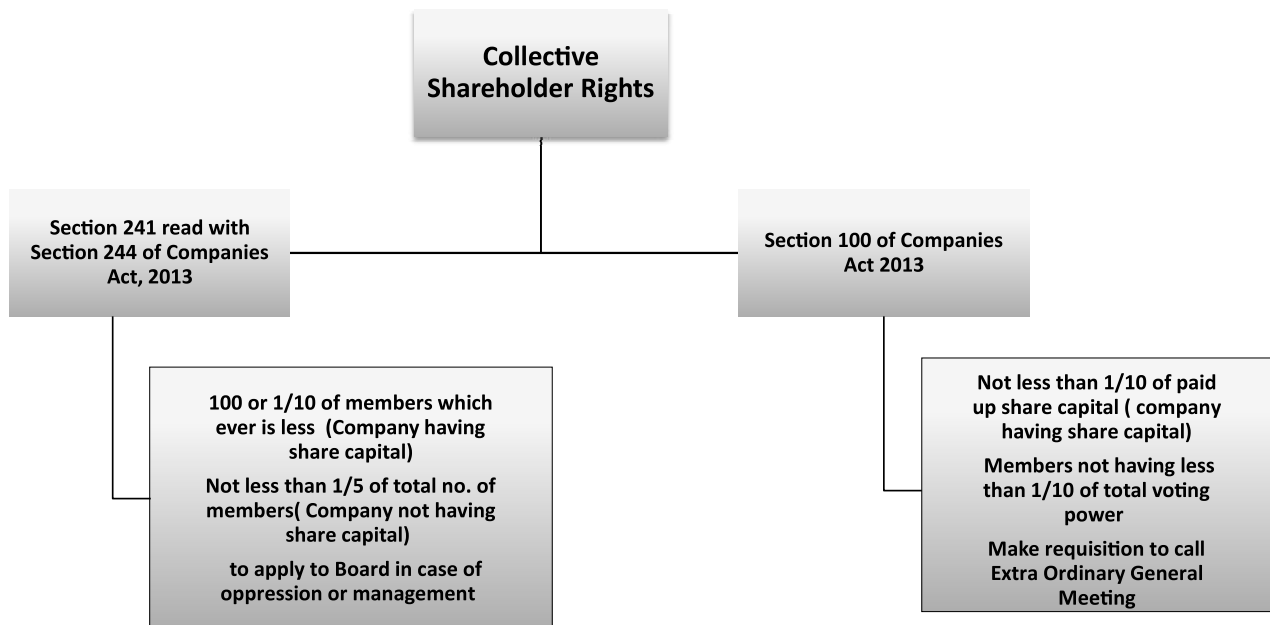 Collective
Shareholder Rights
Section 241 read with
Section 244 of Companies
Act, 2013
Section 100 of Companies
Act 2013
100 or 1/10 of members which
ever is less (Company having
share capital)
Not less than 1/5 of total no. of
members( Company not having
share capital)
to apply to Board in case of
oppression or management
Not less than 1/10 of paid
up share capital ( company
having share capital)
Members not having less
than 1/10 of total voting
power
Make requisition to call
Extra Ordinary General
Meeting